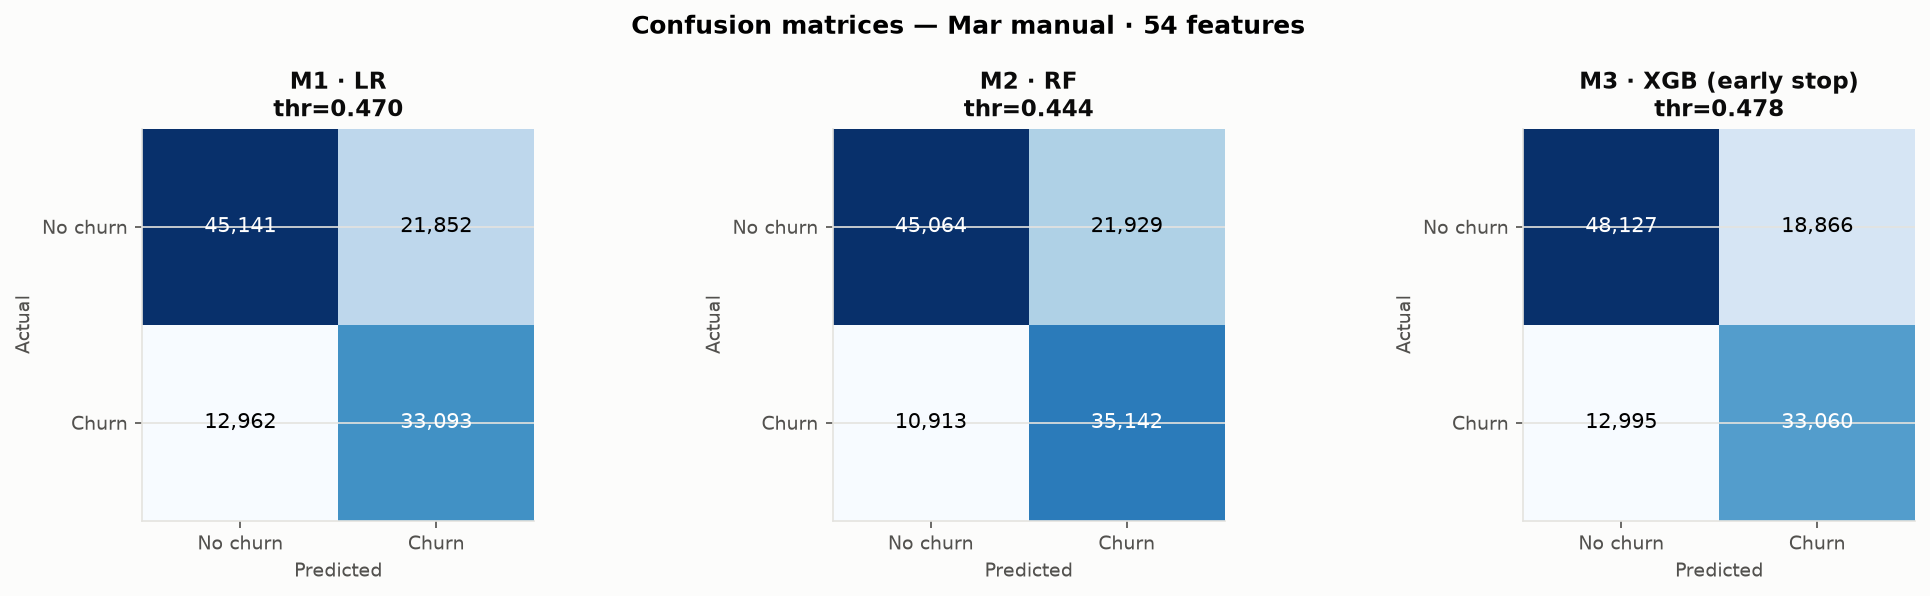 Confusion matrices — Mar manual · 54 features
M1 · LR
thr=0.470
No churn
45,141
21,852
Actual
Churn
12,962
33,093
No churn
Churn
Predicted
M2 · RF
thr=0.444
No churn
45,064
21,929
Actual
Churn
10,913
35,142
No churn
Churn
Predicted
M3 · XGB (early stop)
thr=0.478
No churn
48,127
18,866
Actual
Churn
12,995
33,060
No churn
Churn
Predicted